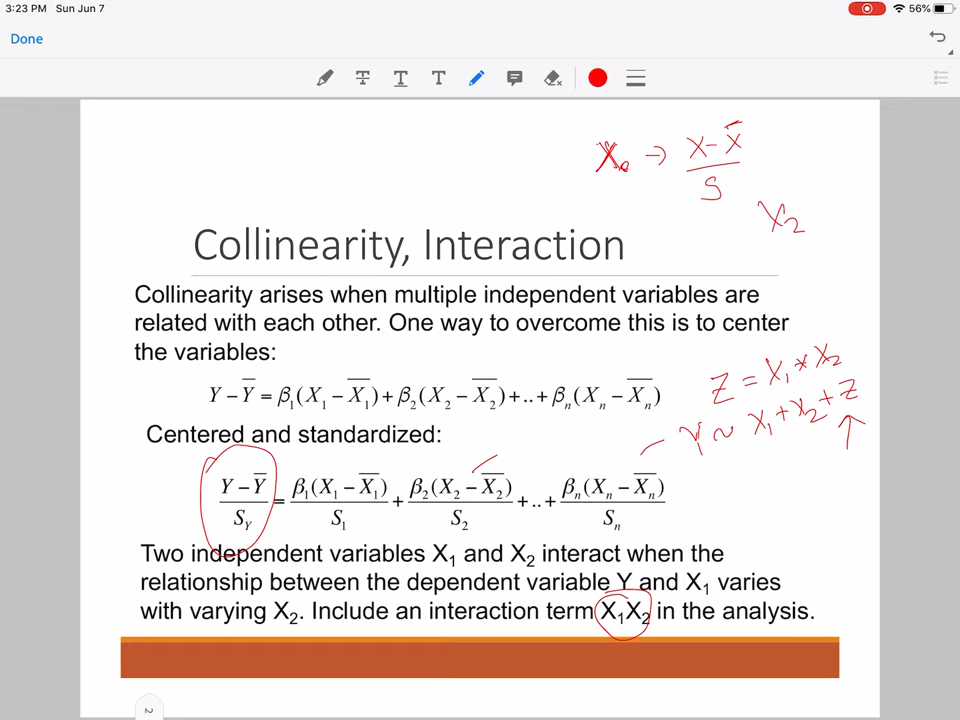 3:23 PM Sun Jun 7
56%
Done
X → X - X̄ / S
X₂
Collinearity, Interaction
Collinearity arises when multiple independent variables are
related with each other. One way to overcome this is to center
the variables:
Z = X₁ * X₂
Y - Y̅ = β₁(X₁ - X̅₁) + β₂(X₂ - X̅₂) + .. + βₙ(Xₙ - X̅ₙ)
Y ~ X₁ + X₂ + Z
Centered and standardized:
(Y - Y̅)/S_Y = β₁(X₁ - X̅₁)/S₁ + β₂(X₂ - X̅₂)/S₂ + .. + βₙ(Xₙ - X̅ₙ)/Sₙ
Two independent variables X₁ and X₂ interact when the
relationship between the dependent variable Y and X₁ varies
with varying X₂. Include an interaction term X₁X₂ in the analysis.
2